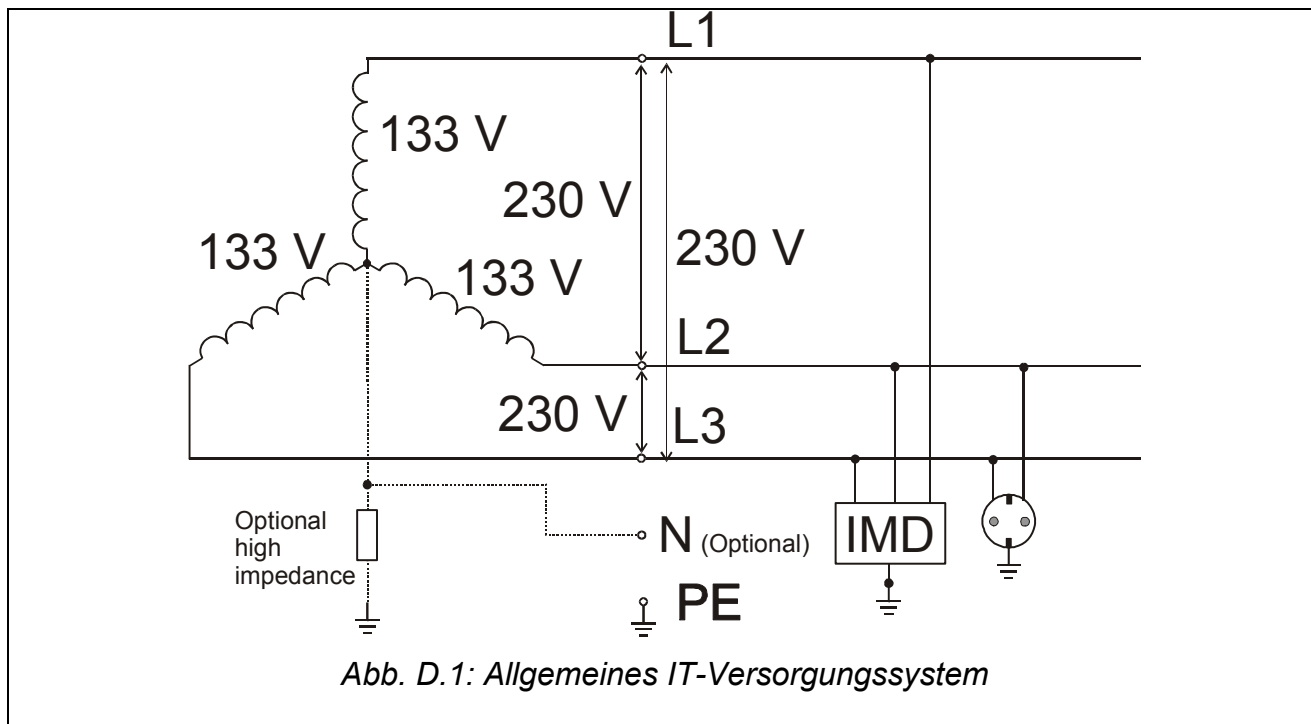 L1
133 V
230 V
133 V
133 V
230 V
L2
230 V
L3
Optional
high
impedance
N (Optional)
IMD
PE
Abb. D.1: Allgemeines IT-Versorgungssystem